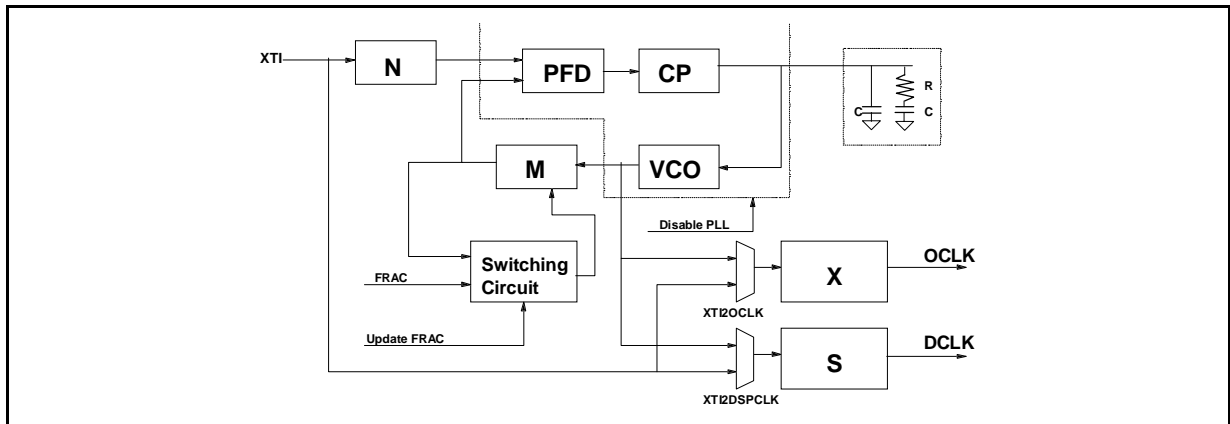 XTI
N
PFD
CP
R
C
C
M
VCO
Disable PLL
Switching
Circuit
FRAC
Update FRAC
XTI2OCLK
X
OCLK
XTI2DSPCLK
S
DCLK